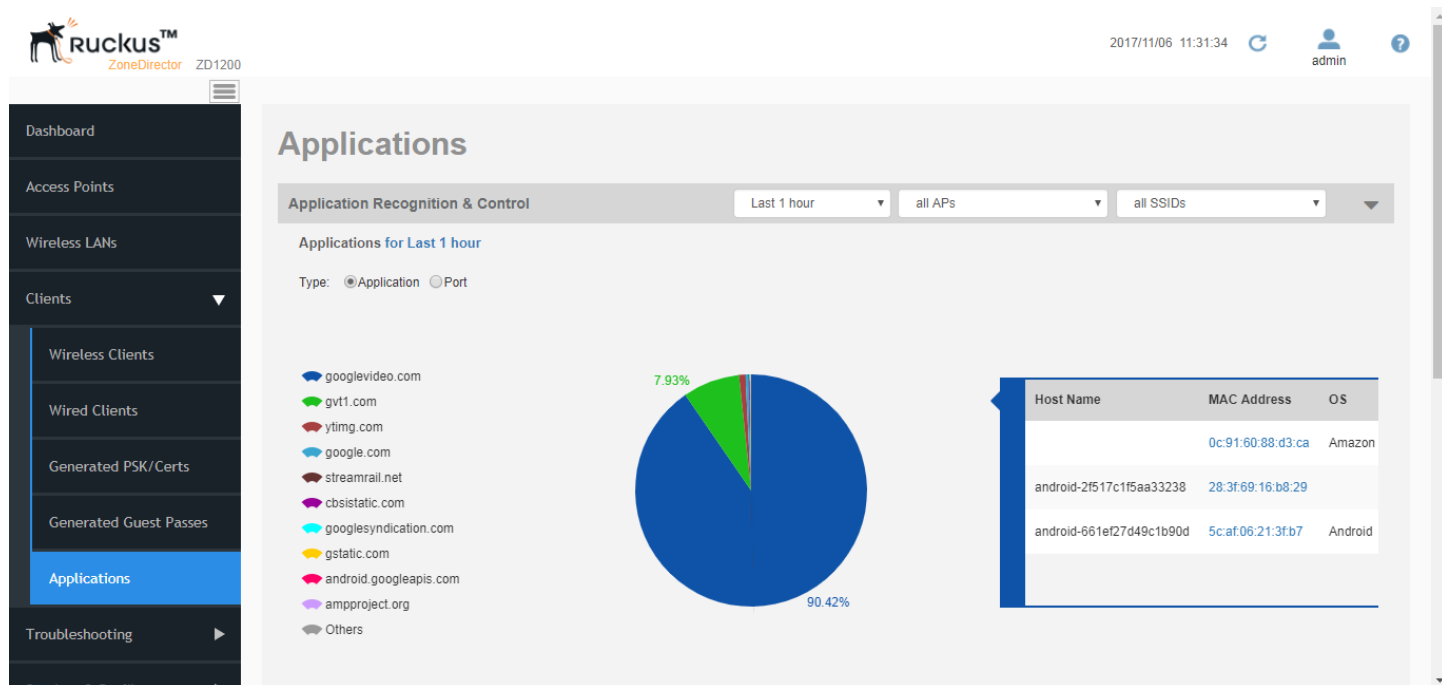 RUCKUS™
ZoneDirector ZD1200
2017/11/06 11:31:34
admin
?
Dashboard
Access Points
Wireless LANs
Clients
Wireless Clients
Wired Clients
Generated PSK/Certs
Generated Guest Passes
Applications
Troubleshooting
Applications
Application Recognition & Control
Last 1 hour
all APs
all SSIDs
Applications for Last 1 hour
Type: Application Port
googlevideo.com
gvt1.com
ytimg.com
google.com
streamrail.net
cbsistatic.com
googlesyndication.com
gstatic.com
android.googleapis.com
ampproject.org
Others
7.93%
90.42%
Host Name MAC Address OS
0c:91:60:88:d3:ca Amazon
android-2f517c1f5aa33238 28:3f:69:16:b8:29
android-661ef27d49c1b90d 5c:af:06:21:3f:b7 Android